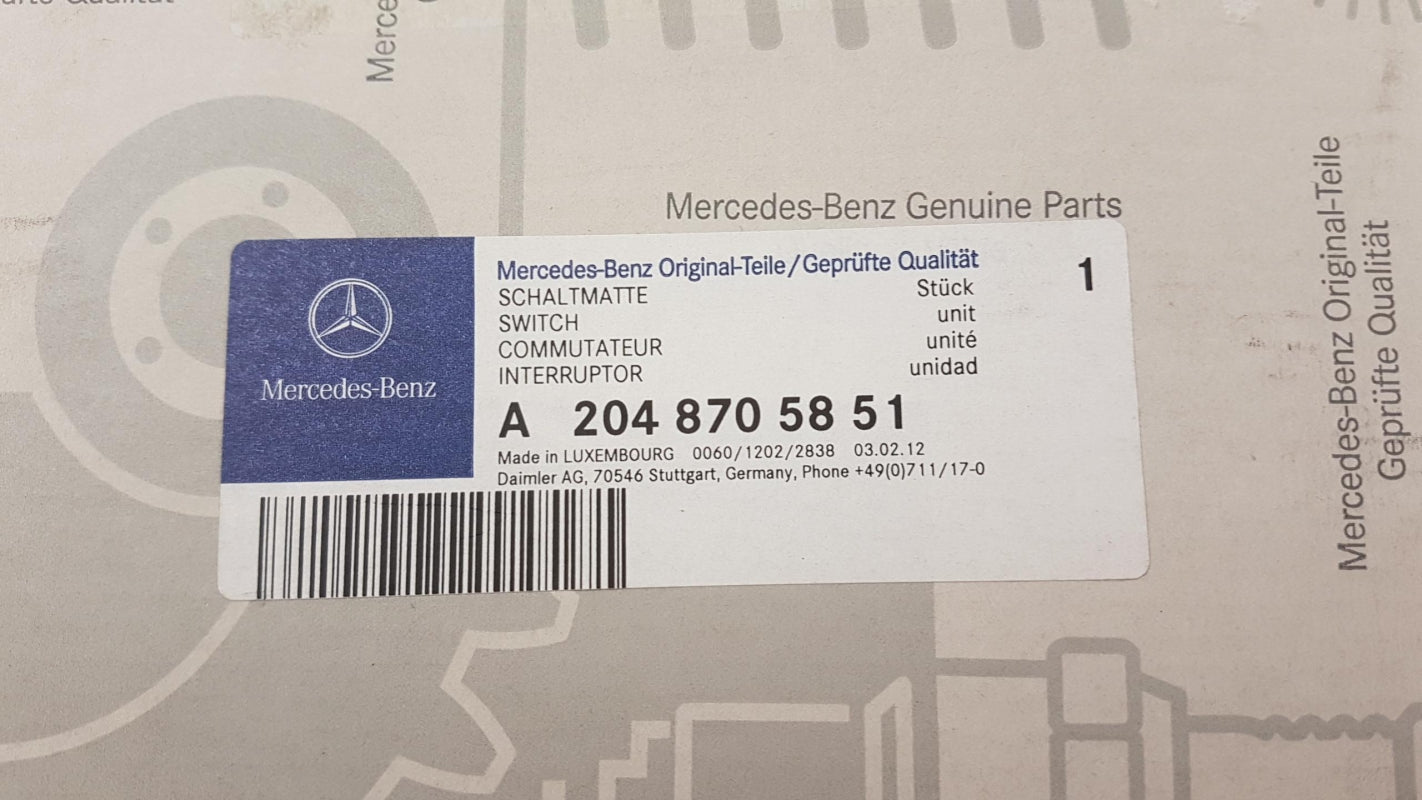 Mercedes-Benz Genuine Parts
Mercedes-Benz Original-Teile/Geprüfte Qualität 1
SCHALTMATTE Stück
SWITCH unit
COMMUTATEUR unité
INTERRUPTOR unidad
A 204 870 58 51
Made in LUXEMBOURG 0060/1202/2838 03.02.12
Daimler AG, 70546 Stuttgart, Germany, Phone +49(0)711/17-0
Mercedes-Benz
Mercedes-Benz Original-Teile
Geprüfte Qualität